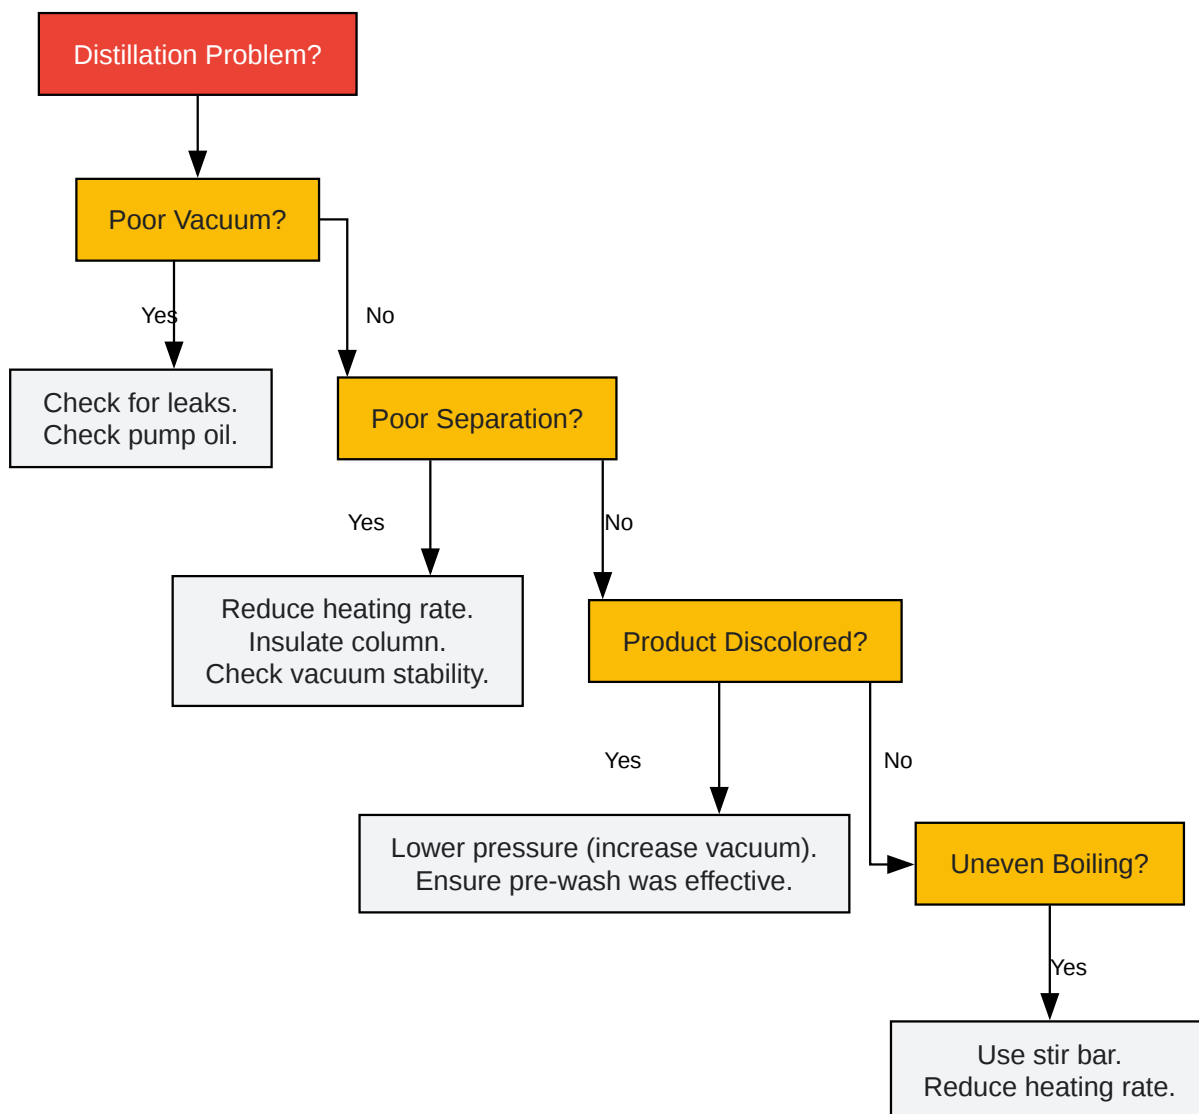 Distillation Problem?
Poor Vacuum?
Yes
No
Check for leaks.
Check pump oil.
Poor Separation?
Yes
No
Reduce heating rate.
Insulate column.
Check vacuum stability.
Product Discolored?
Yes
No
Lower pressure (increase vacuum).
Ensure pre-wash was effective.
Uneven Boiling?
Yes
Use stir bar.
Reduce heating rate.